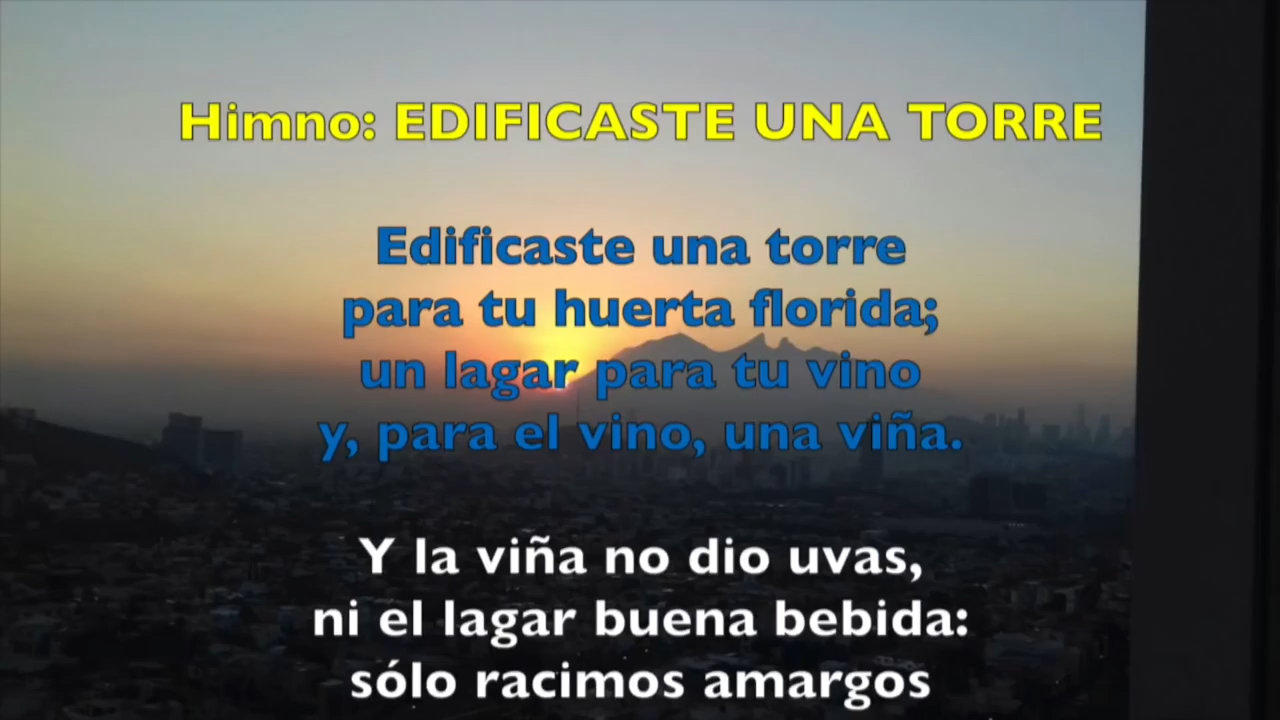 Himno: EDIFICASTE UNA TORRE
Edificaste una torre
para tu huerta florida;
un lagar para tu vino
y, para el vino, una viña.
Y la viña no dio uvas,
ni el lagar buena bebida:
sólo racimos amargos